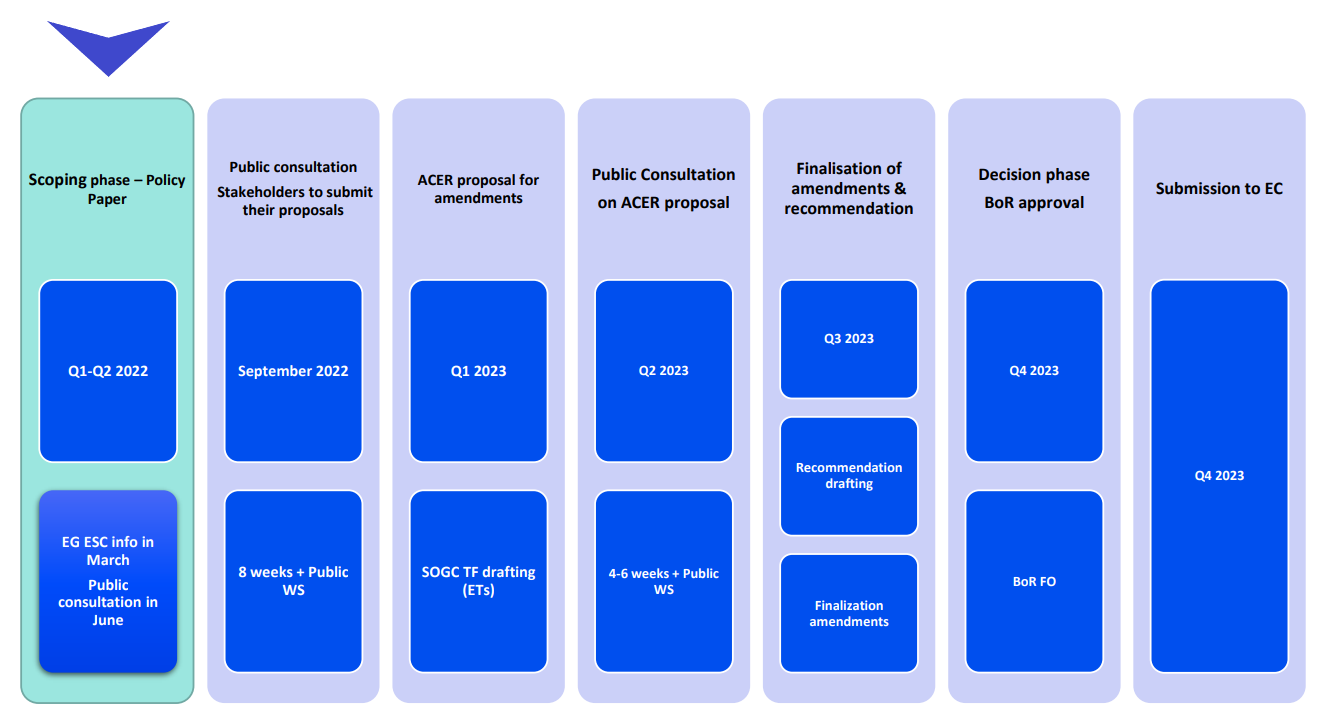 Scoping phase – Policy
Paper
Q1-Q2 2022
EG ESC info in
March
Public
consultation in
June
Public consultation
Stakeholders to submit
their proposals
September 2022
8 weeks + Public
WS
ACER proposal for
amendments
Q1 2023
SOGC TF drafting
(ETs)
Public Consultation
on ACER proposal
Q2 2023
4-6 weeks + Public
WS
Finalisation of
amendments &
recommendation
Q3 2023
Recommendation
drafting
Finalization
amendments
Decision phase
BoR approval
Q4 2023
BoR FO
Submission to EC
Q4 2023